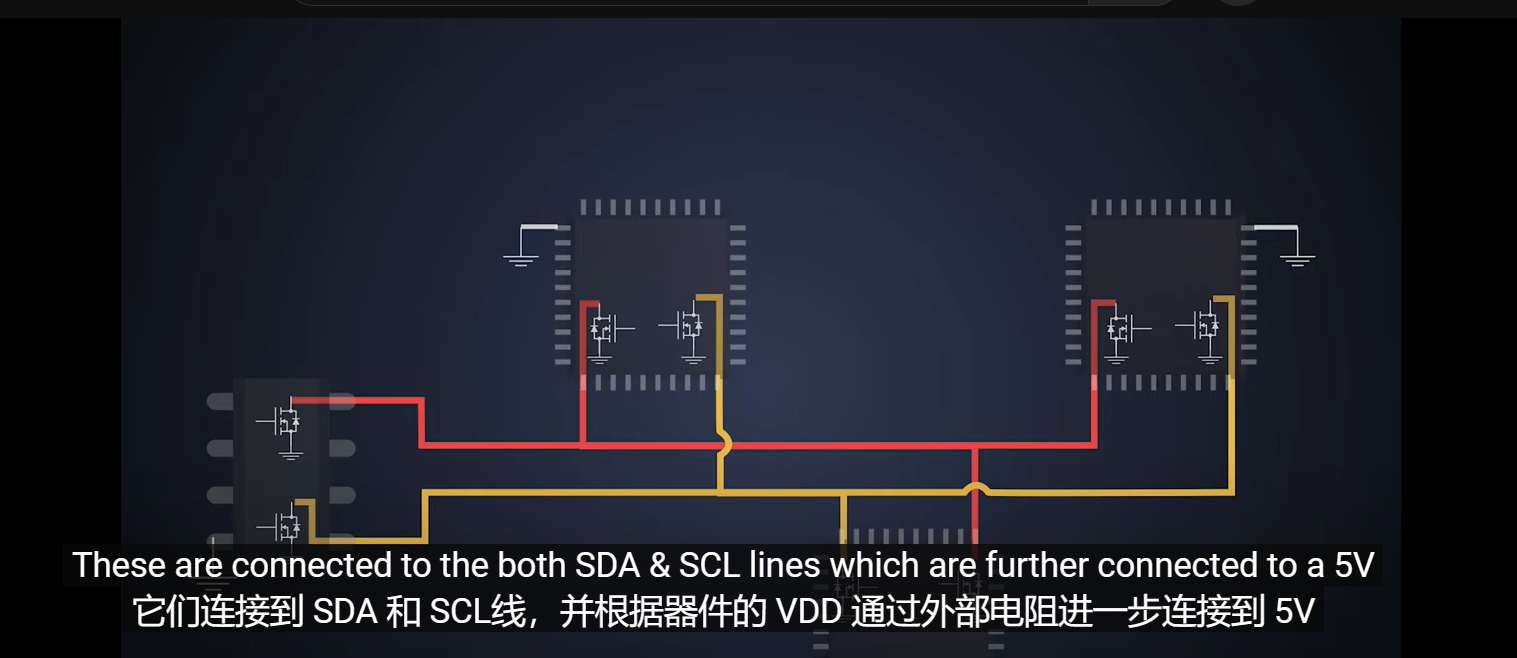 These are connected to the both SDA & SCL lines which are further connected to a 5V
它们连接到 SDA 和 SCL线，并根据器件的 VDD 通过外部电阻进一步连接到 5V